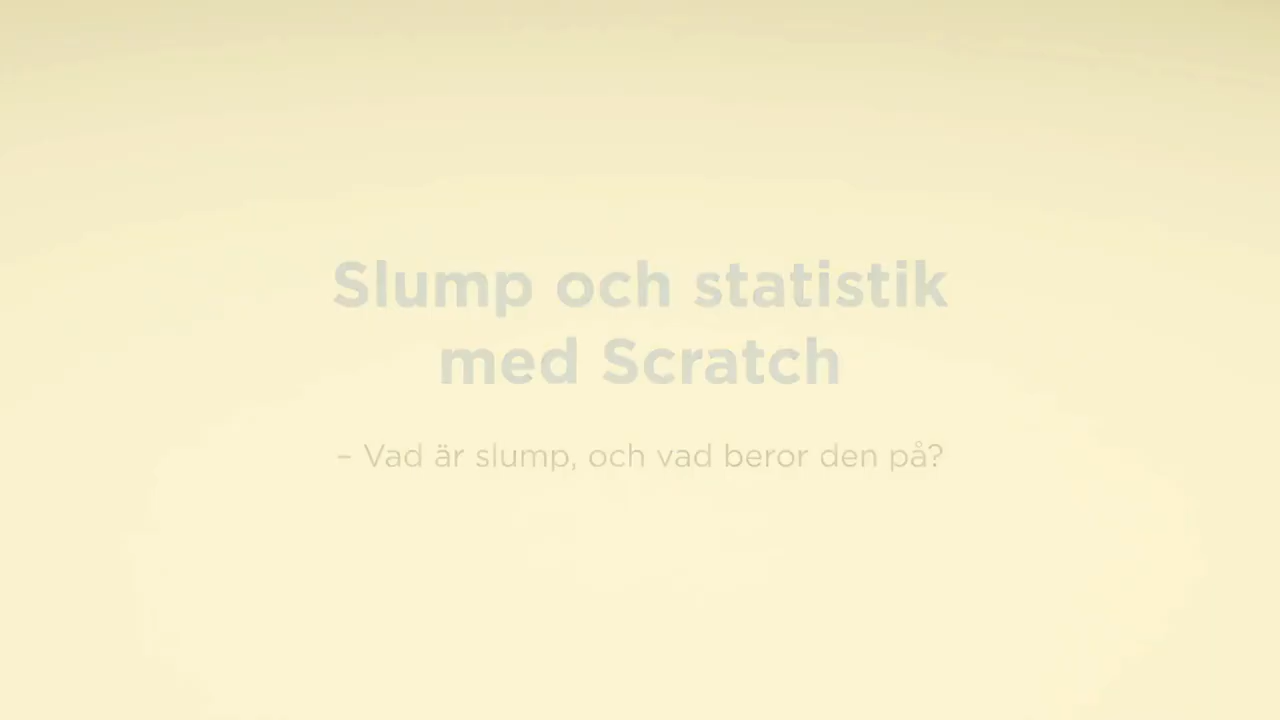 Slump och statistik
med Scratch
– Vad är slump, och vad beror den på?